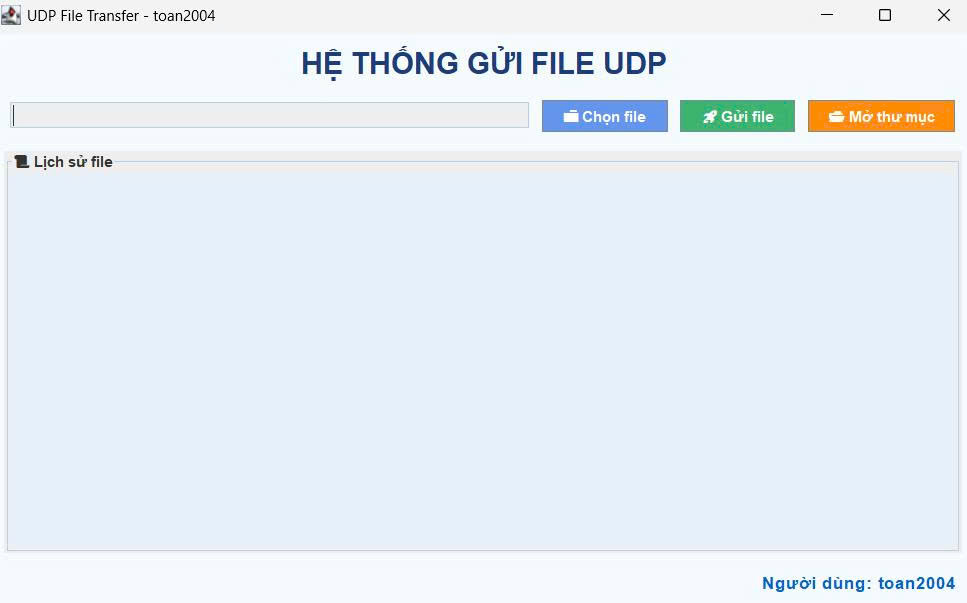 UDP File Transfer - toan2004
HỆ THỐNG GỬI FILE UDP
Chọn file
Gửi file
Mở thư mục
Lịch sử file
Người dùng: toan2004